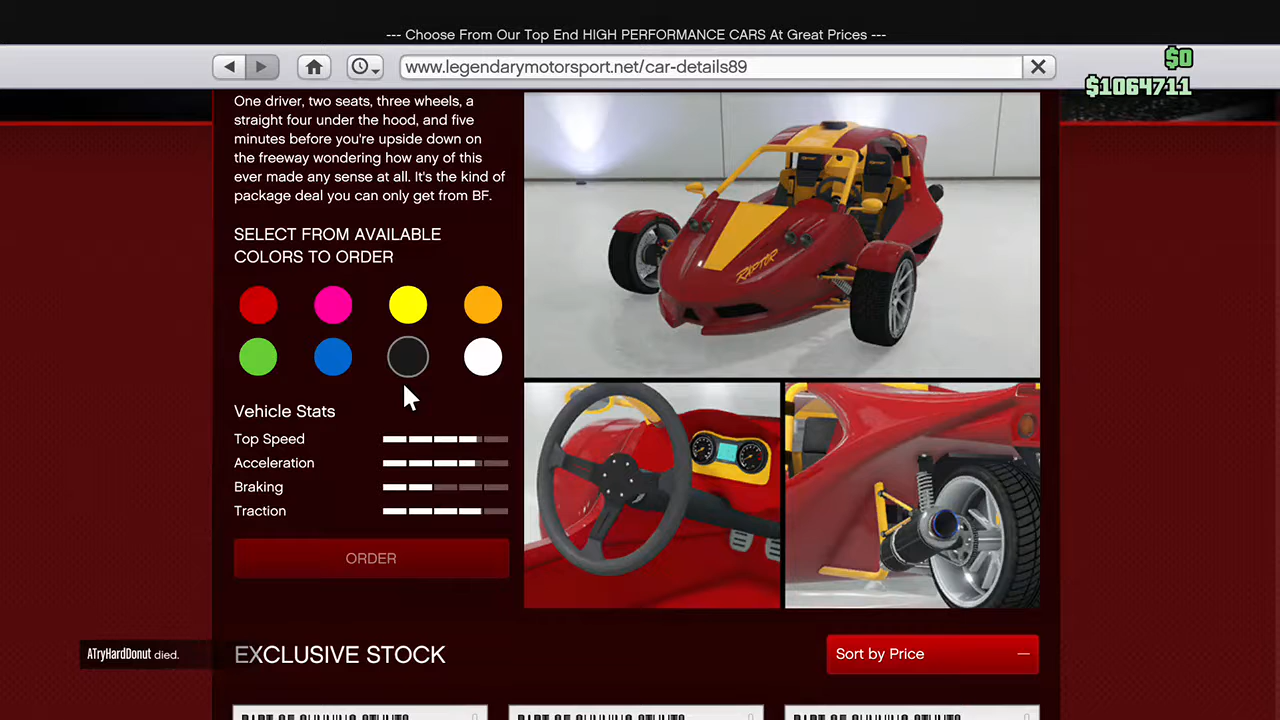 --- Choose From Our Top End HIGH PERFORMANCE CARS At Great Prices ---
www.legendarymotorsport.net/car-details89
$0
$1064711
One driver, two seats, three wheels, a
straight four under the hood, and five
minutes before you're upside down on
the freeway wondering how any of this
ever made any sense at all. It's the kind of
package deal you can only get from BF.
SELECT FROM AVAILABLE
COLORS TO ORDER
RAPTOR
Vehicle Stats
Top Speed
Acceleration
Braking
Traction
ORDER
ATryHardDonut died.
EXCLUSIVE STOCK
Sort by Price